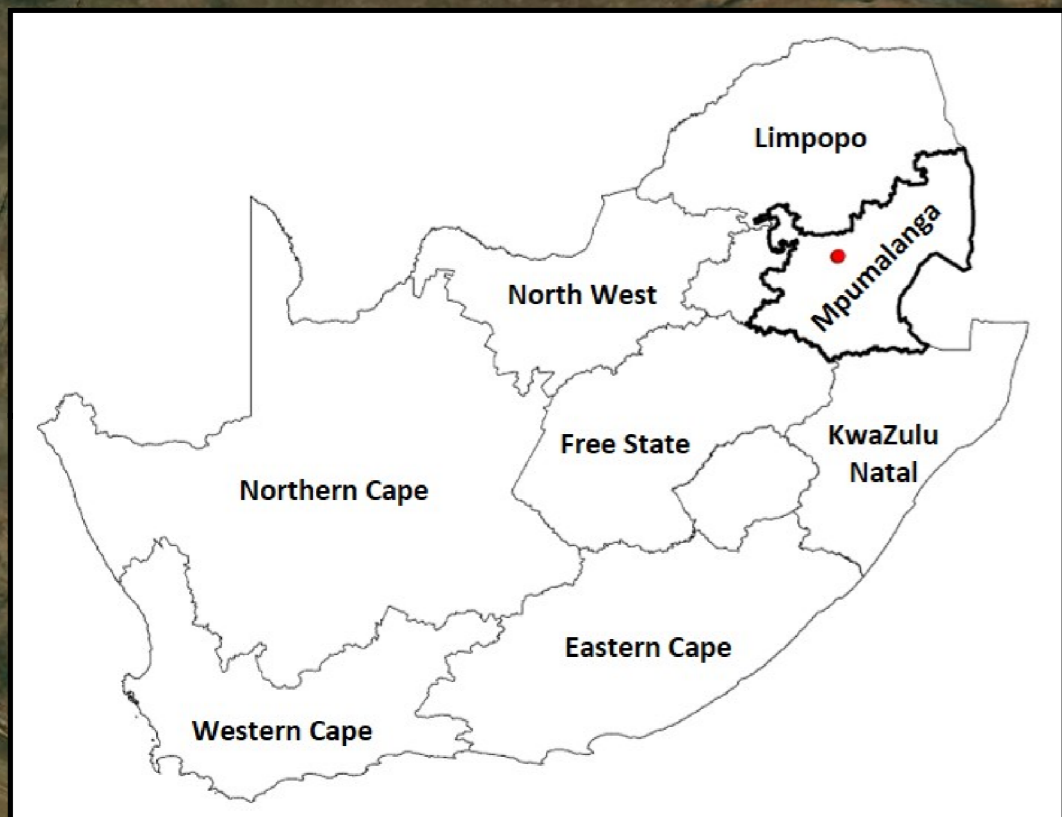 Limpopo
Mpumalanga
North West
Free State
KwaZulu
Natal
Northern Cape
Eastern Cape
Western Cape